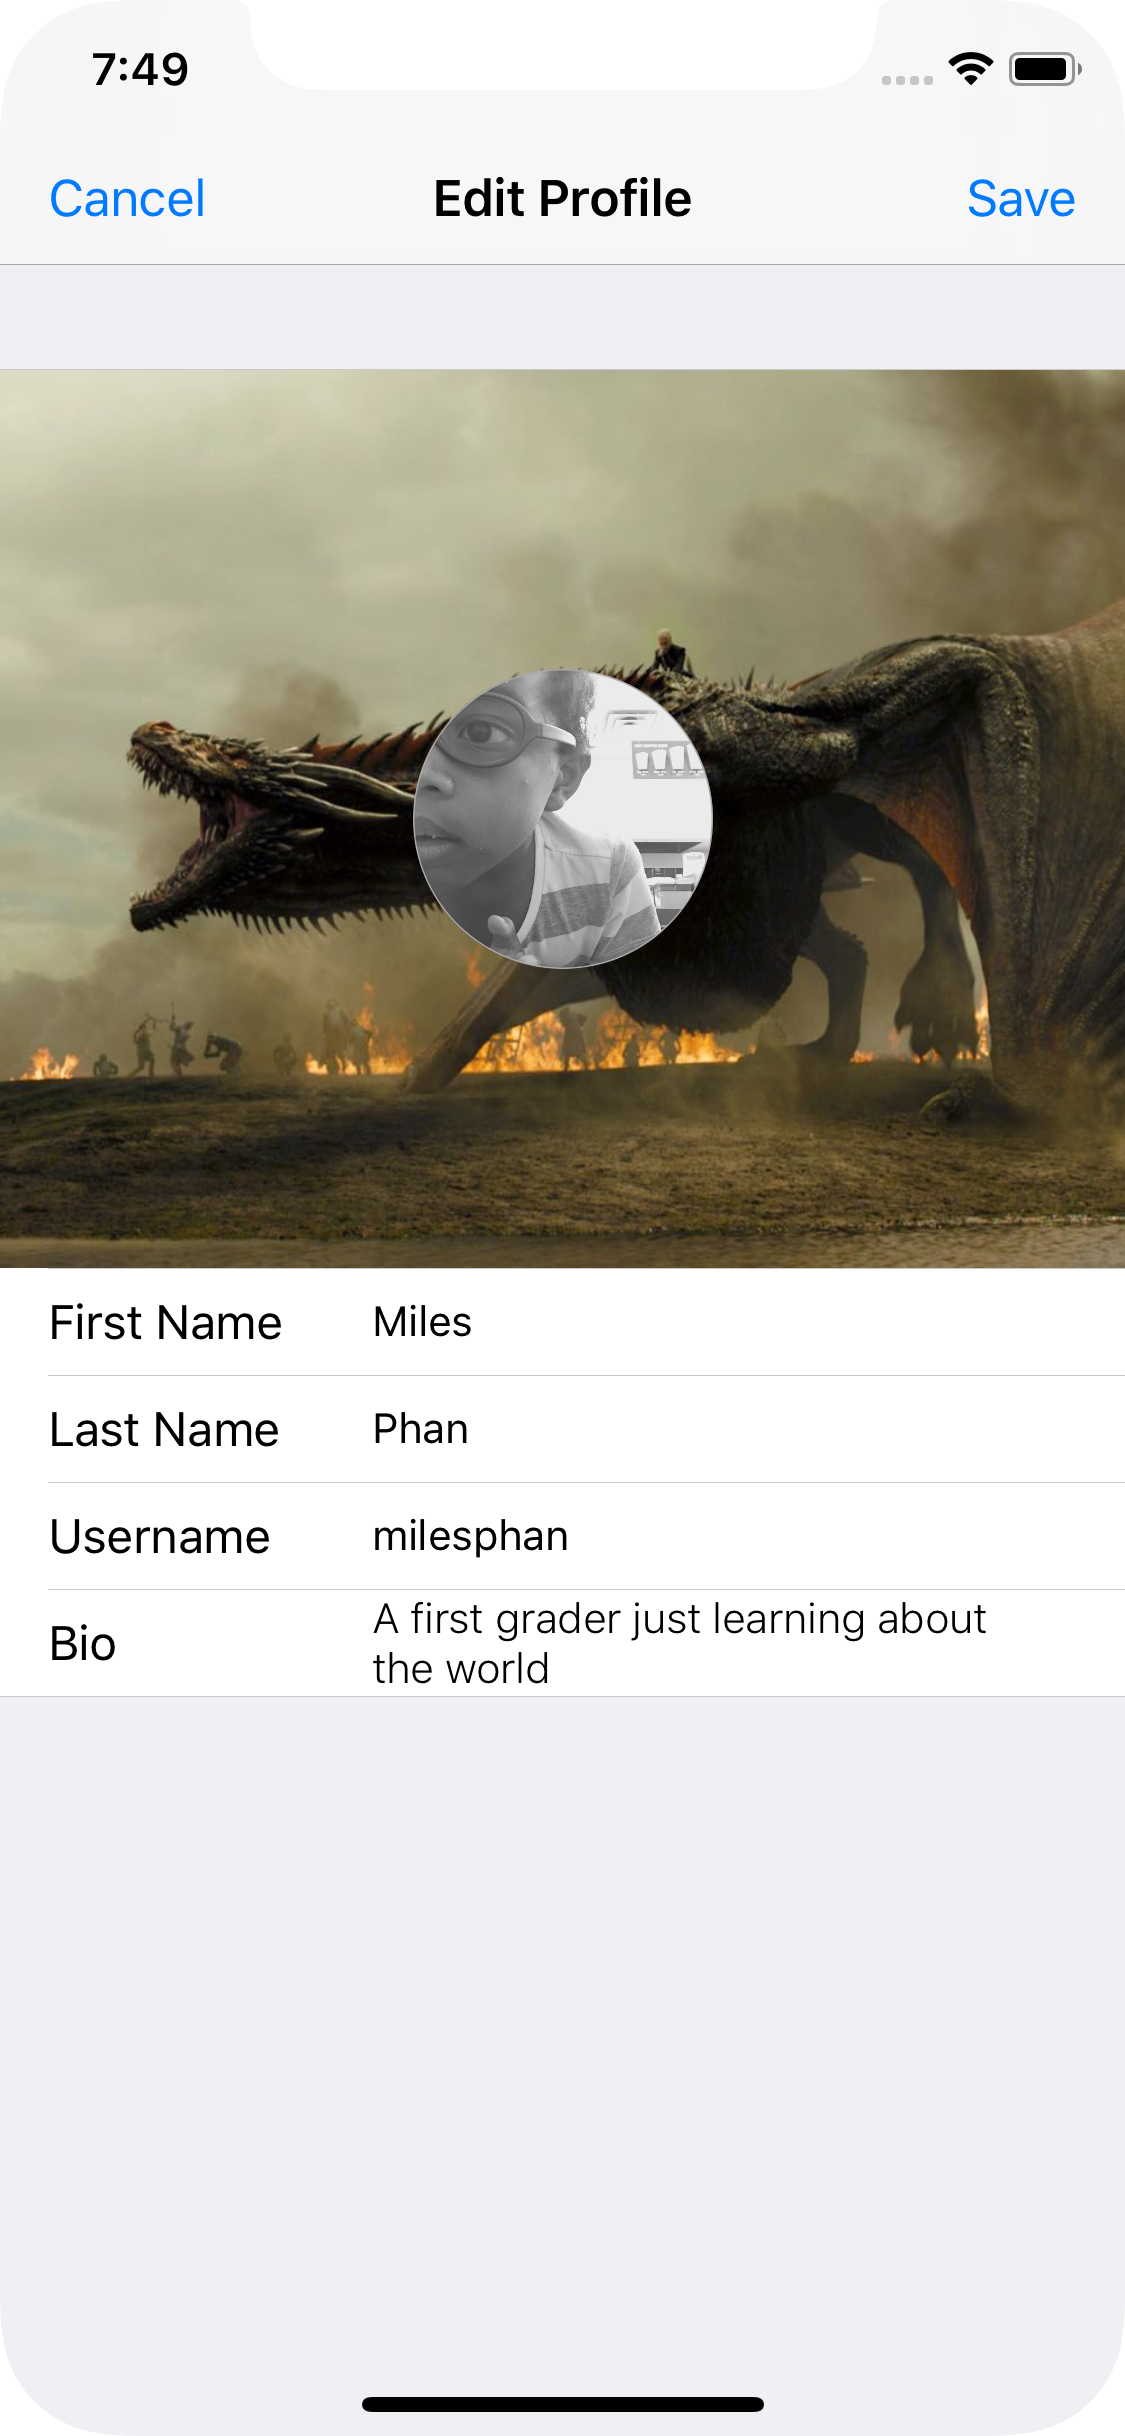 7:49
Cancel Edit Profile Save
First Name Miles
Last Name Phan
Username milesphan
Bio A first grader just learning about
the world